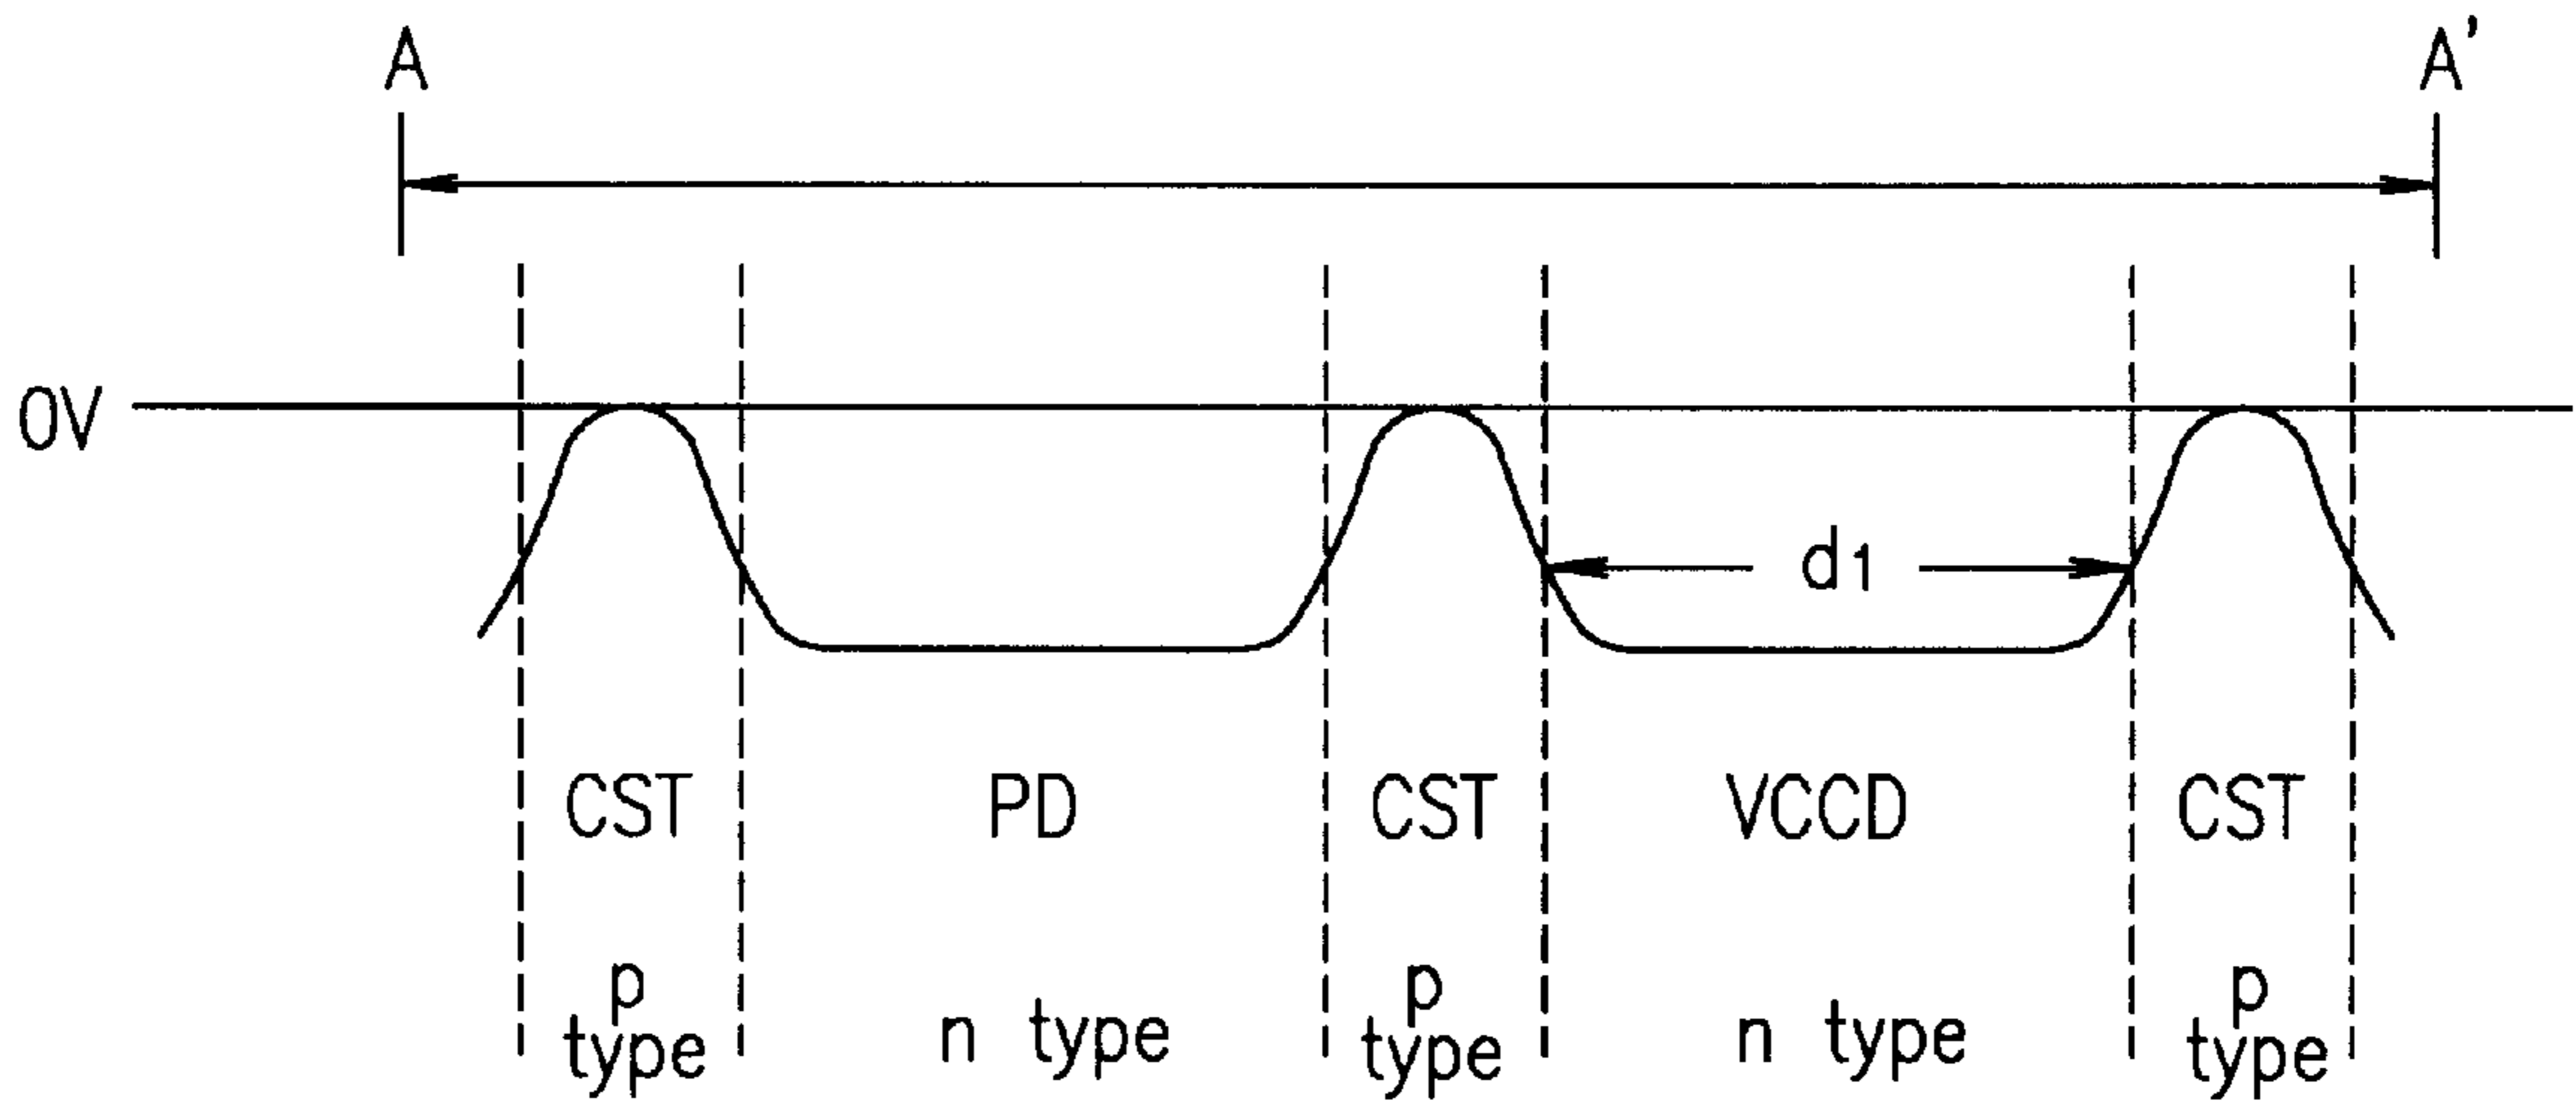 A A'
0V
d1
CST PD CST VCCD CST
p p p
type n type type n type type